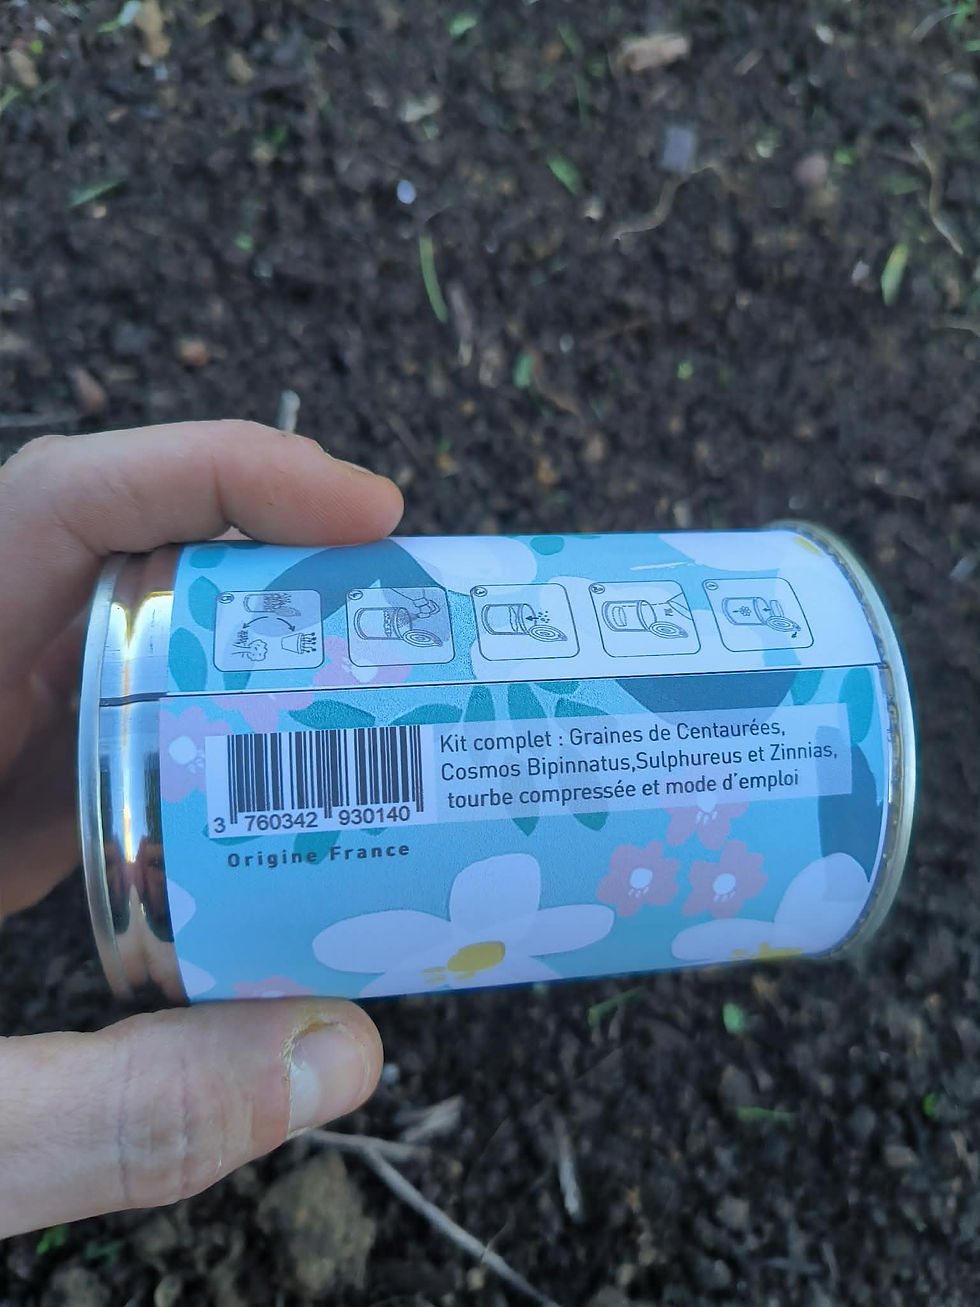 Kit complet : Graines de Centaurées,
Cosmos Bipinnatus,Sulphureus et Zinnias,
tourbe compressée et mode d'emploi
3 760342 930140
Origine France